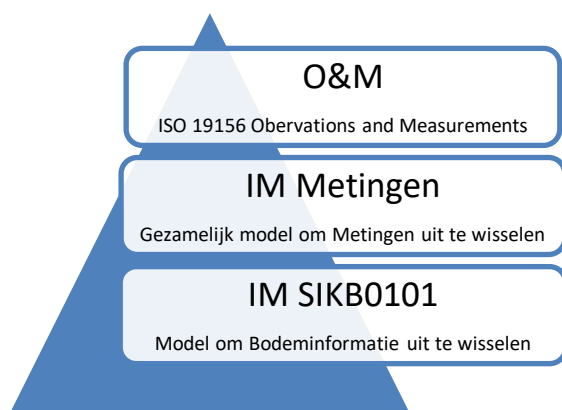 O&M
ISO 19156 Obervations and Measurements
IM Metingen
Gezamelijk model om Metingen uit te wisselen
IM SIKB0101
Model om Bodeminformatie uit te wisselen